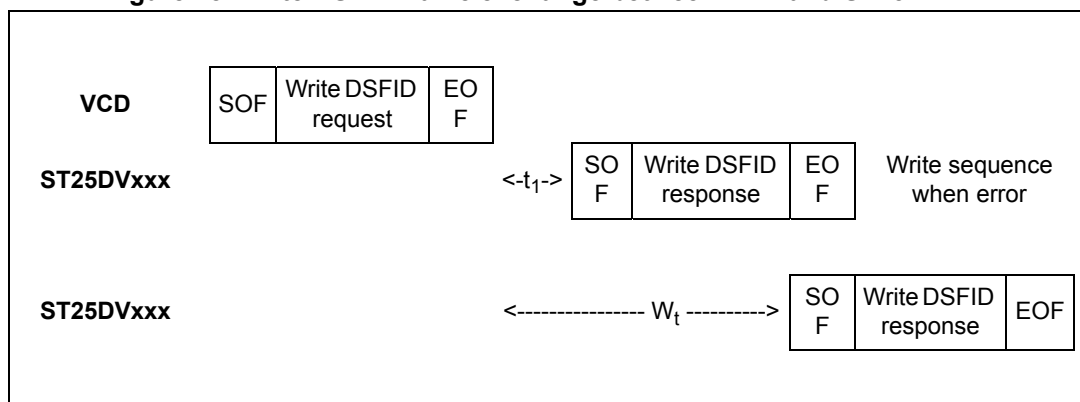 VCD
SOF
Write DSFID
request
EO
F
ST25DVxxx
<-t1->
SO
F
Write DSFID
response
EO
F
Write sequence
when error
ST25DVxxx
<---------------- Wt ---------->
SO
F
Write DSFID
response
EOF